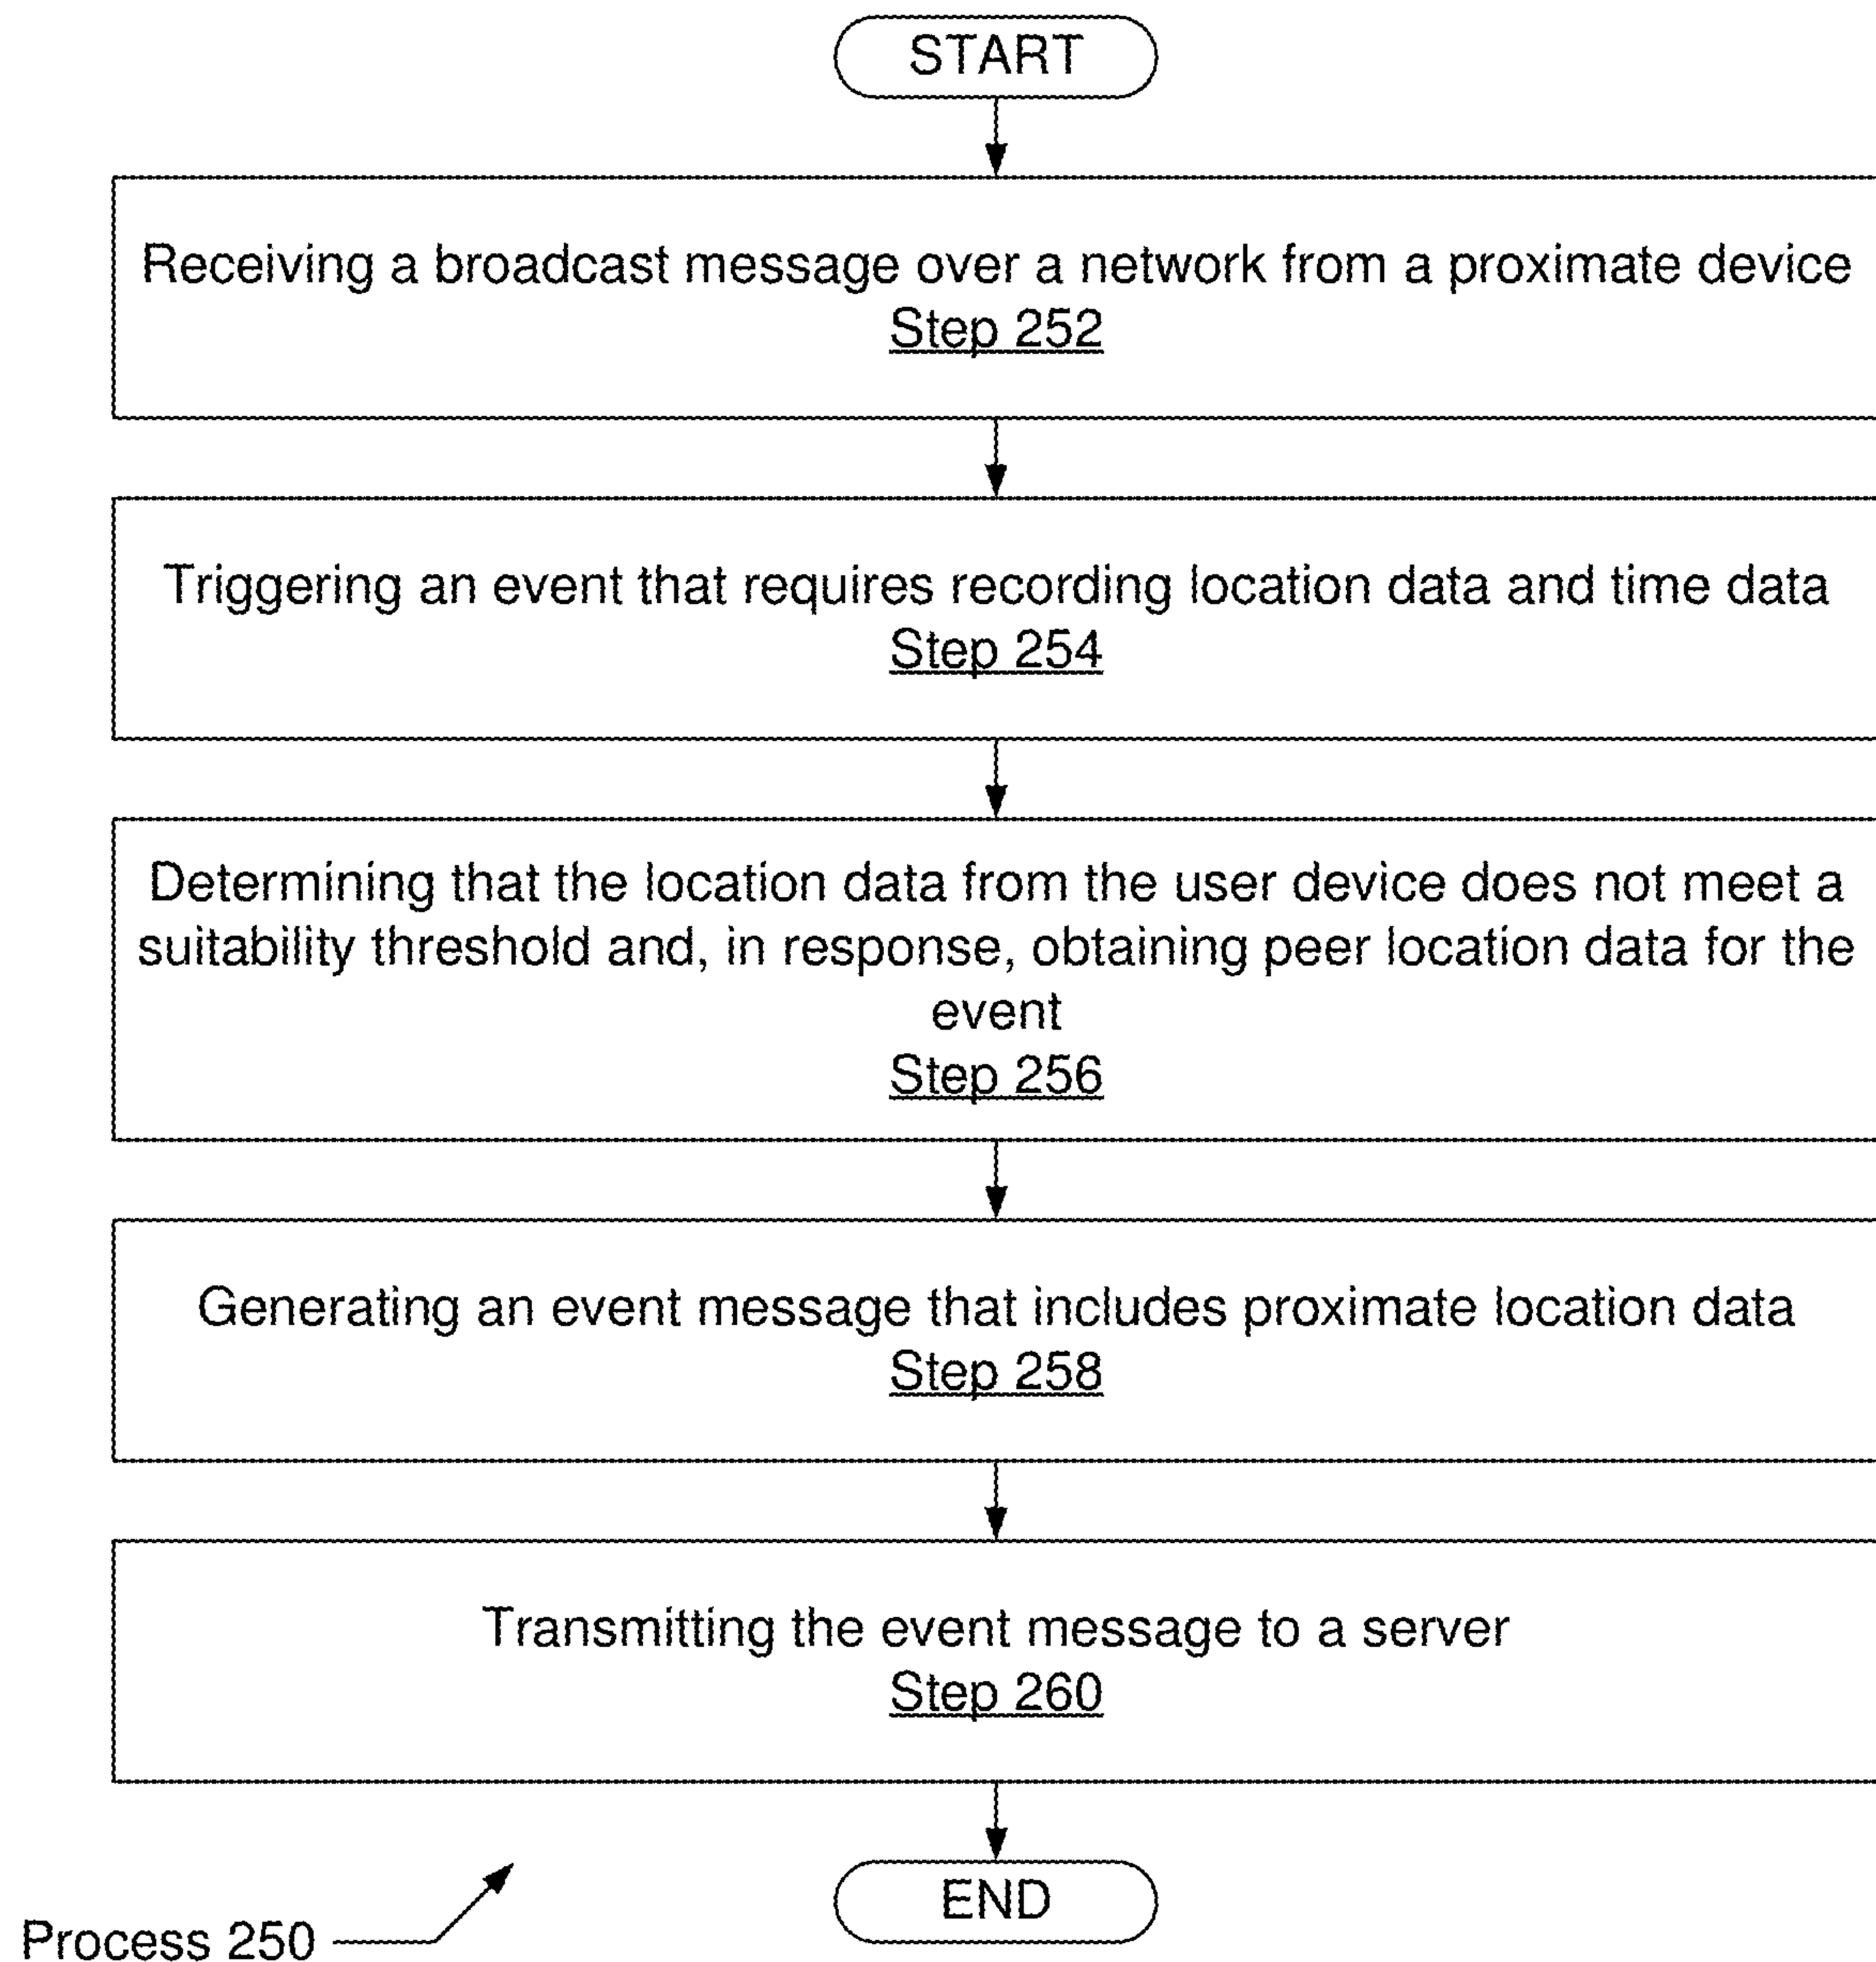 START
Receiving a broadcast message over a network from a proximate device
Step 252
Triggering an event that requires recording location data and time data
Step 254
Determining that the location data from the user device does not meet a
suitability threshold and, in response, obtaining peer location data for the
event
Step 256
Generating an event message that includes proximate location data
Step 258
Transmitting the event message to a server
Step 260
END
Process 250